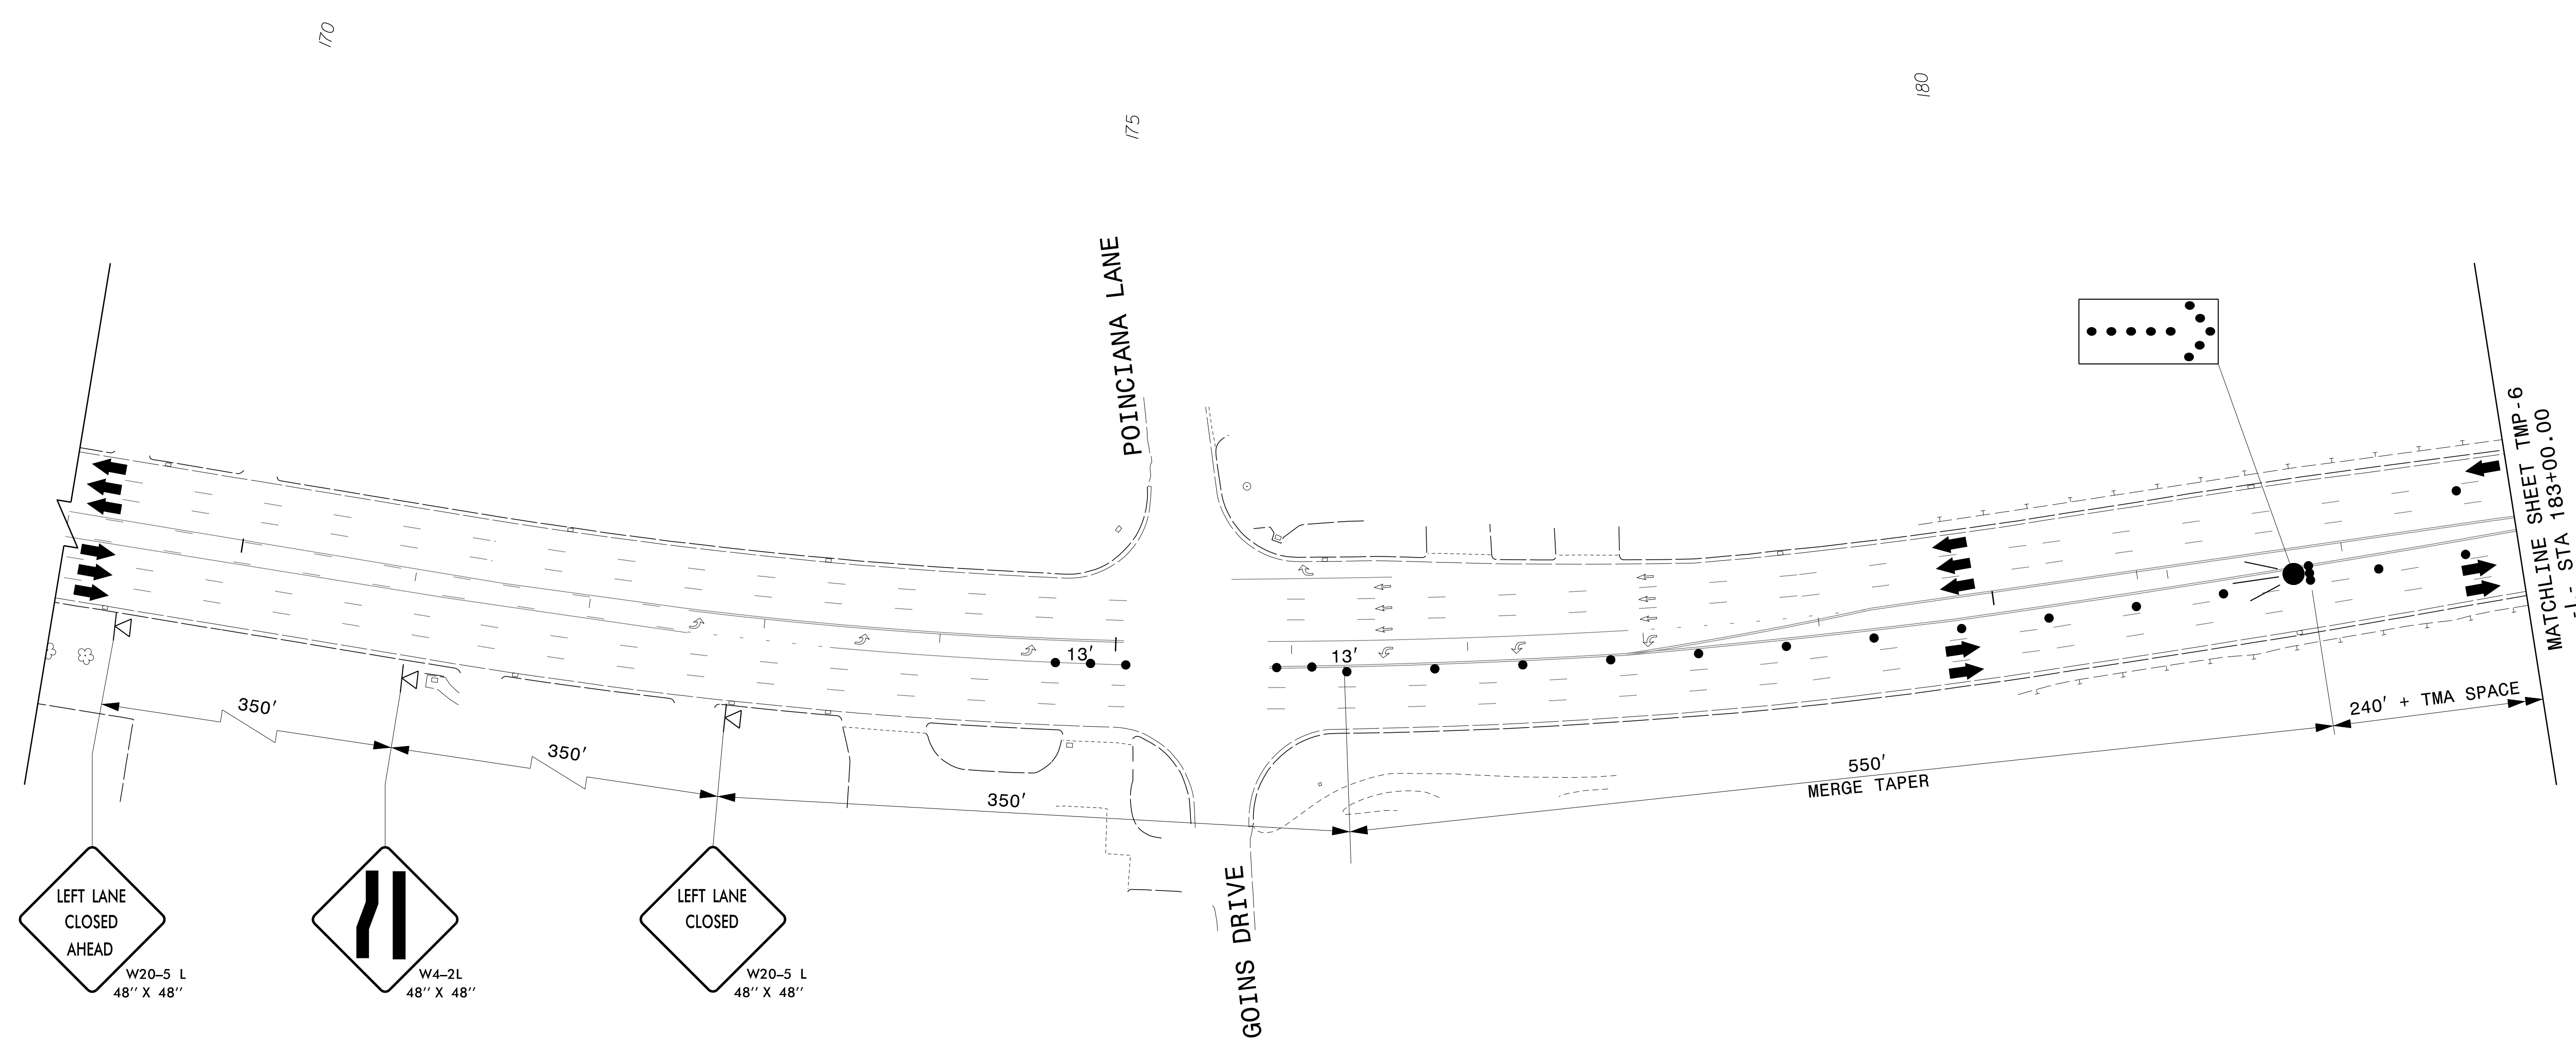 170
175
180
POINCIANA LANE
MATCHLINE SHEET TMP-6
-L- STA 183+00.00
13'
13'
350'
350'
350'
550'
MERGE TAPER
240' + TMA SPACE
LEFT LANE
CLOSED
AHEAD
W20-5 L
48" X 48"
W4-2L
48" X 48"
LEFT LANE
CLOSED
W20-5 L
48" X 48"
GOINS DRIVE